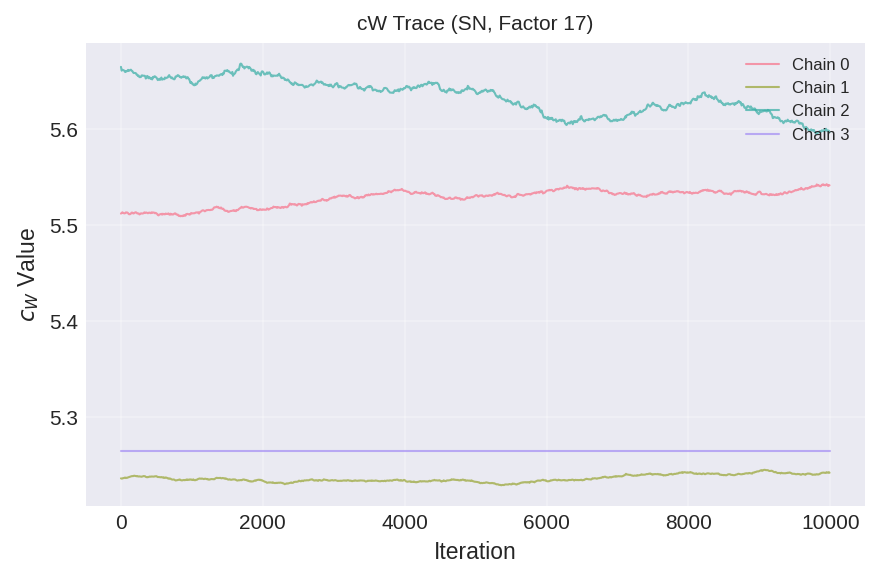 cW Trace (SN, Factor 17)
Chain 0
Chain 1
Chain 2
Chain 3
5.6
5.5
5.4
5.3
c_W Value
0 2000 4000 6000 8000 10000
Iteration